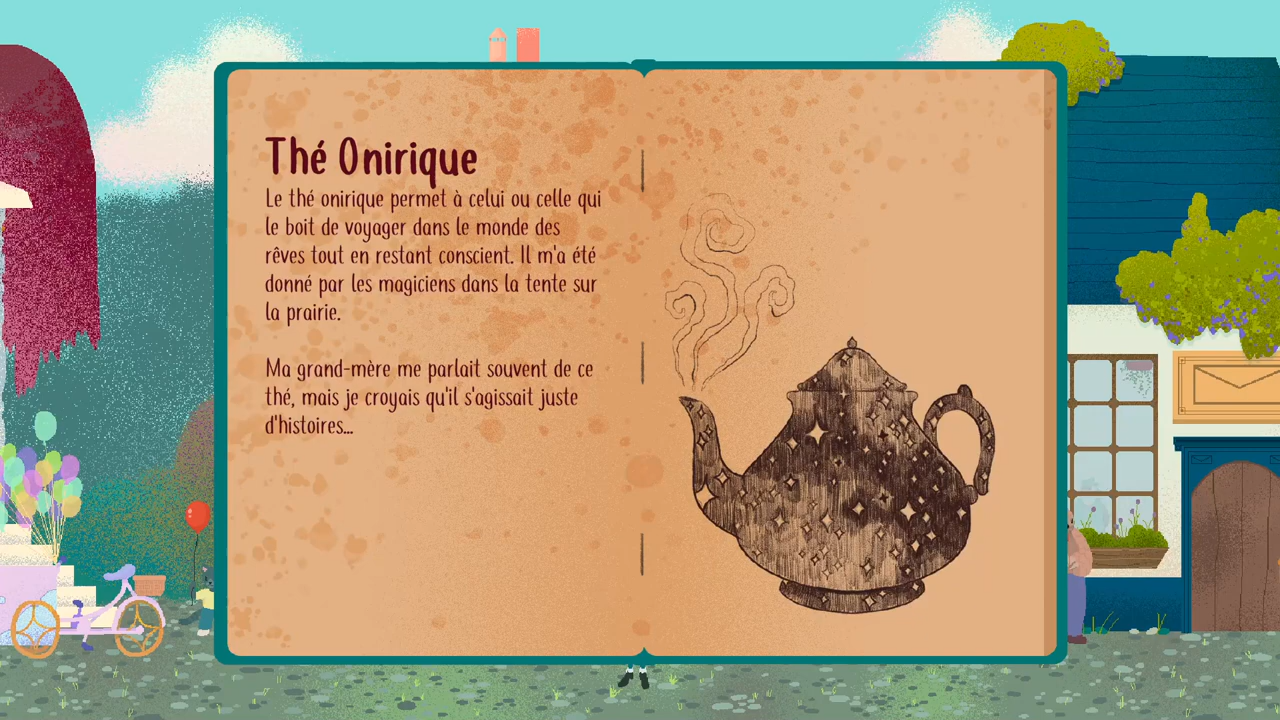 Thé Onirique
Le thé onirique permet à celui ou celle qui
le boit de voyager dans le monde des
rêves tout en restant conscient. Il m'a été
donné par les magiciens dans la tente sur
la prairie.
Ma grand-mère me parlait souvent de ce
thé, mais je croyais qu'il s'agissait juste
d'histoires...